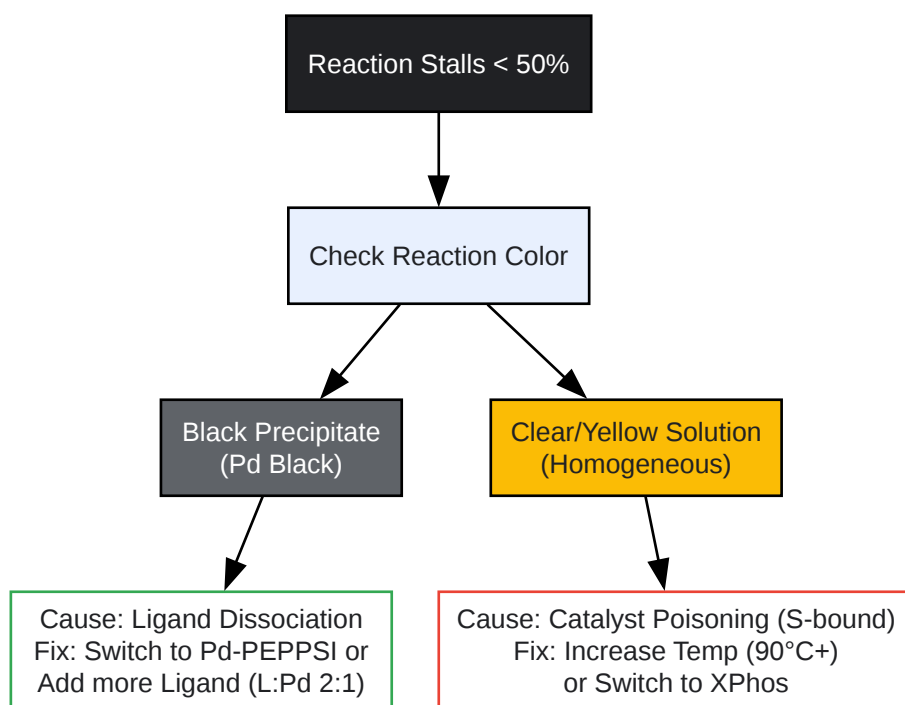 Reaction Stalls < 50%
Check Reaction Color
Black Precipitate
(Pd Black)
Clear/Yellow Solution
(Homogeneous)
Cause: Ligand Dissociation
Fix: Switch to Pd-PEPPSI or
Add more Ligand (L:Pd 2:1)
Cause: Catalyst Poisoning (S-bound)
Fix: Increase Temp (90°C+)
or Switch to XPhos